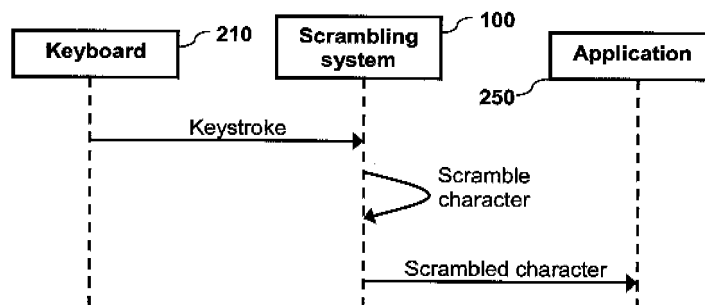 210
100
Keyboard
Scrambling
system
Application
250
Keystroke
Scramble
character
Scrambled character